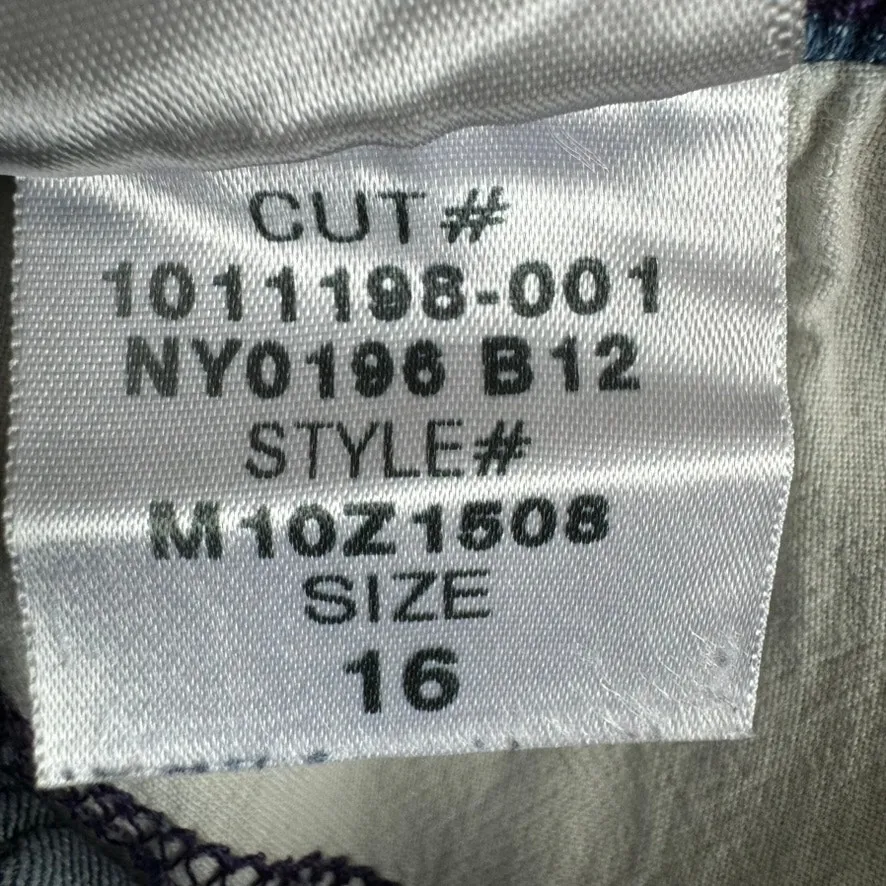 CUT #
1011198-001
NY0196 B12
STYLE#
M10Z1508
SIZE
16